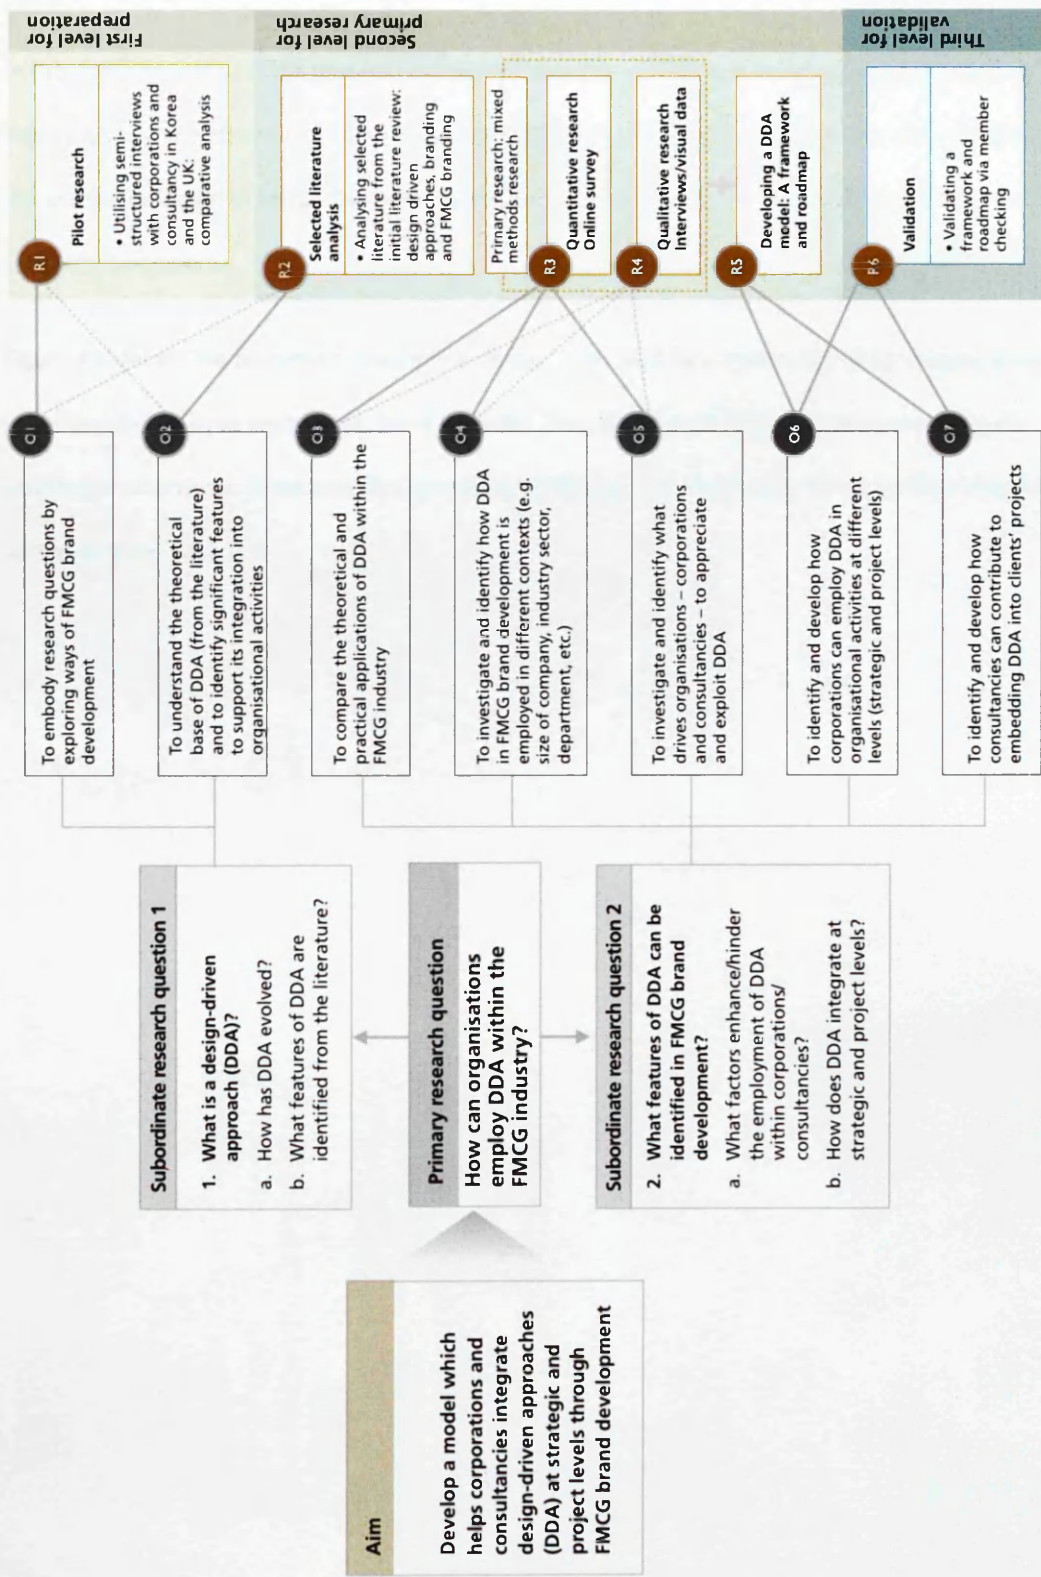 Aim
Develop a model which
helps corporations and
consultancies integrate
design-driven approaches
(DDA) at strategic and
project levels through
FMCG brand development
Subordinate research question 1
1. What is a design-driven
approach (DDA)?
a. How has DDA evolved?
b. What features of DDA are
identified from the literature?
Primary research question
How can organisations
employ DDA within the
FMCG industry?
Subordinate research question 2
2. What features of DDA can be
identified in FMCG brand
development?
a. What factors enhance/hinder
the employment of DDA
within corporations/
consultancies?
b. How does DDA integrate at
strategic and project levels?
To embody research questions by
exploring ways of FMCG brand
development
O1
To understand the theoretical
base of DDA (from the literature)
and to identify significant features
to support its integration into
organisational activities
O2
To compare the theoretical and
practical applications of DDA within the
FMCG industry
O3
To investigate and identify how DDA
in FMCG brand development is
employed in different contexts (e.g.
size of company, industry sector,
department, etc.)
O4
To investigate and identify what
drives organisations – corporations
and consultancies – to appreciate
and exploit DDA
O5
To identify and develop how
corporations can employ DDA in
organisational activities at different
levels (strategic and project levels)
O6
To identify and develop how
consultancies can contribute to
embedding DDA into clients' projects
O7
R1
Pilot research
• Utilising semi-
structured interviews
with corporations and
consultancy in Korea
and the UK:
comparative analysis
R2
Selected literature
analysis
• Analysing selected
literature from the
initial literature review:
design driven
approaches, branding
and FMCG branding
Primary research: mixed
methods research
R3
Quantitative research
Online survey
R4
Qualitative research
Interviews/visual data
R5
Developing a DDA
model: A framework
and roadmap
R6
Validation
• Validating a
framework and
roadmap via member
checking
First level for
preparation
Second level for
primary research
Third level for
validation